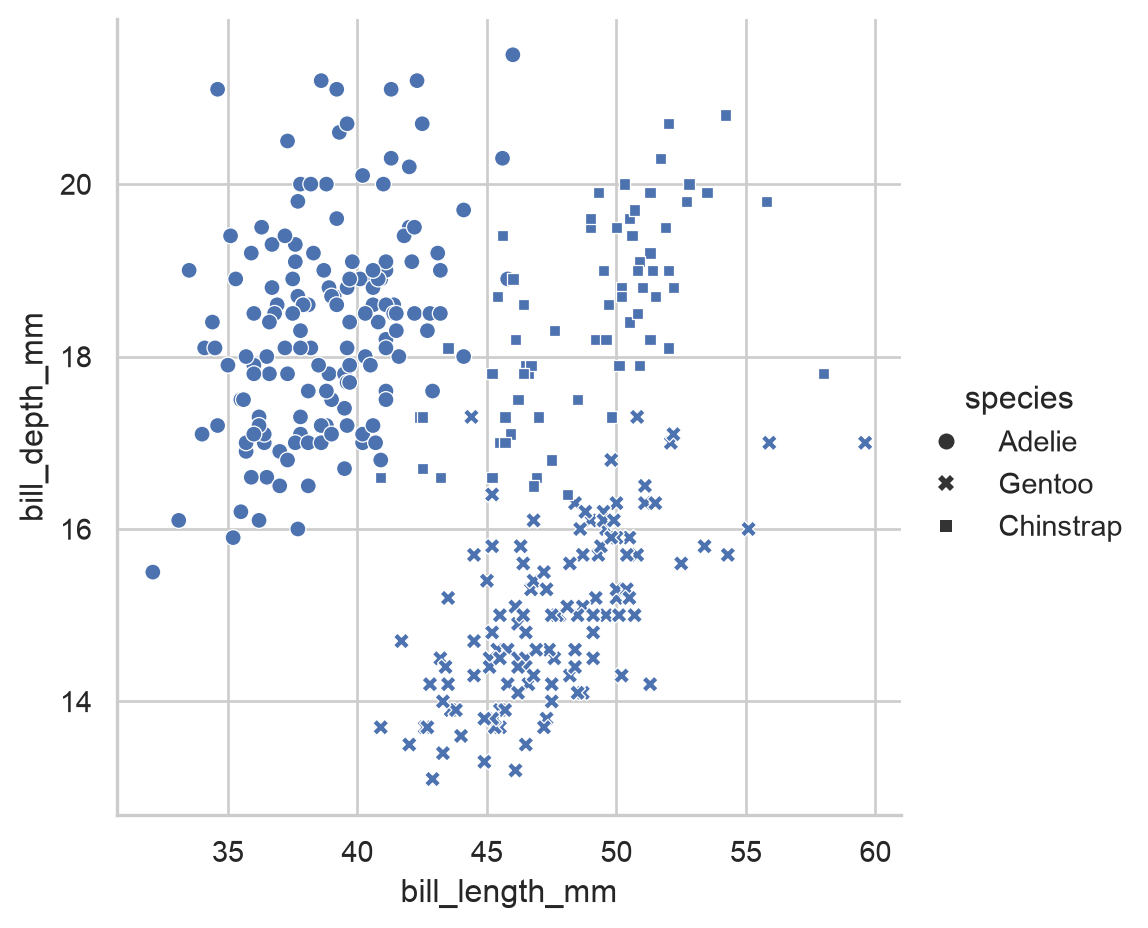 bill_depth_mm
20
18
16
14
35 40 45 50 55 60
bill_length_mm
species
Adelie
Gentoo
Chinstrap